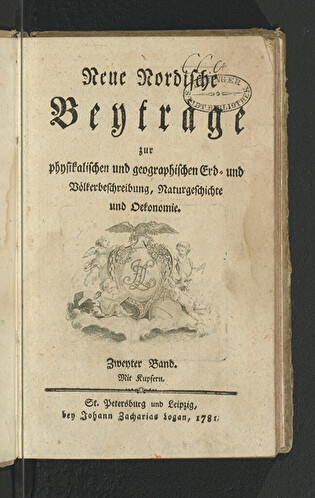 Neue Nordische
Beyträge
zur
physikalischen und geographischen Erd- und
Völkerbeschreibung, Naturgeschichte
und Oekonomie.
Zweyter Band.
Mit Kupfern.
St. Petersburg und Leipzig,
bey Johann Zacharias Logan, 1781.